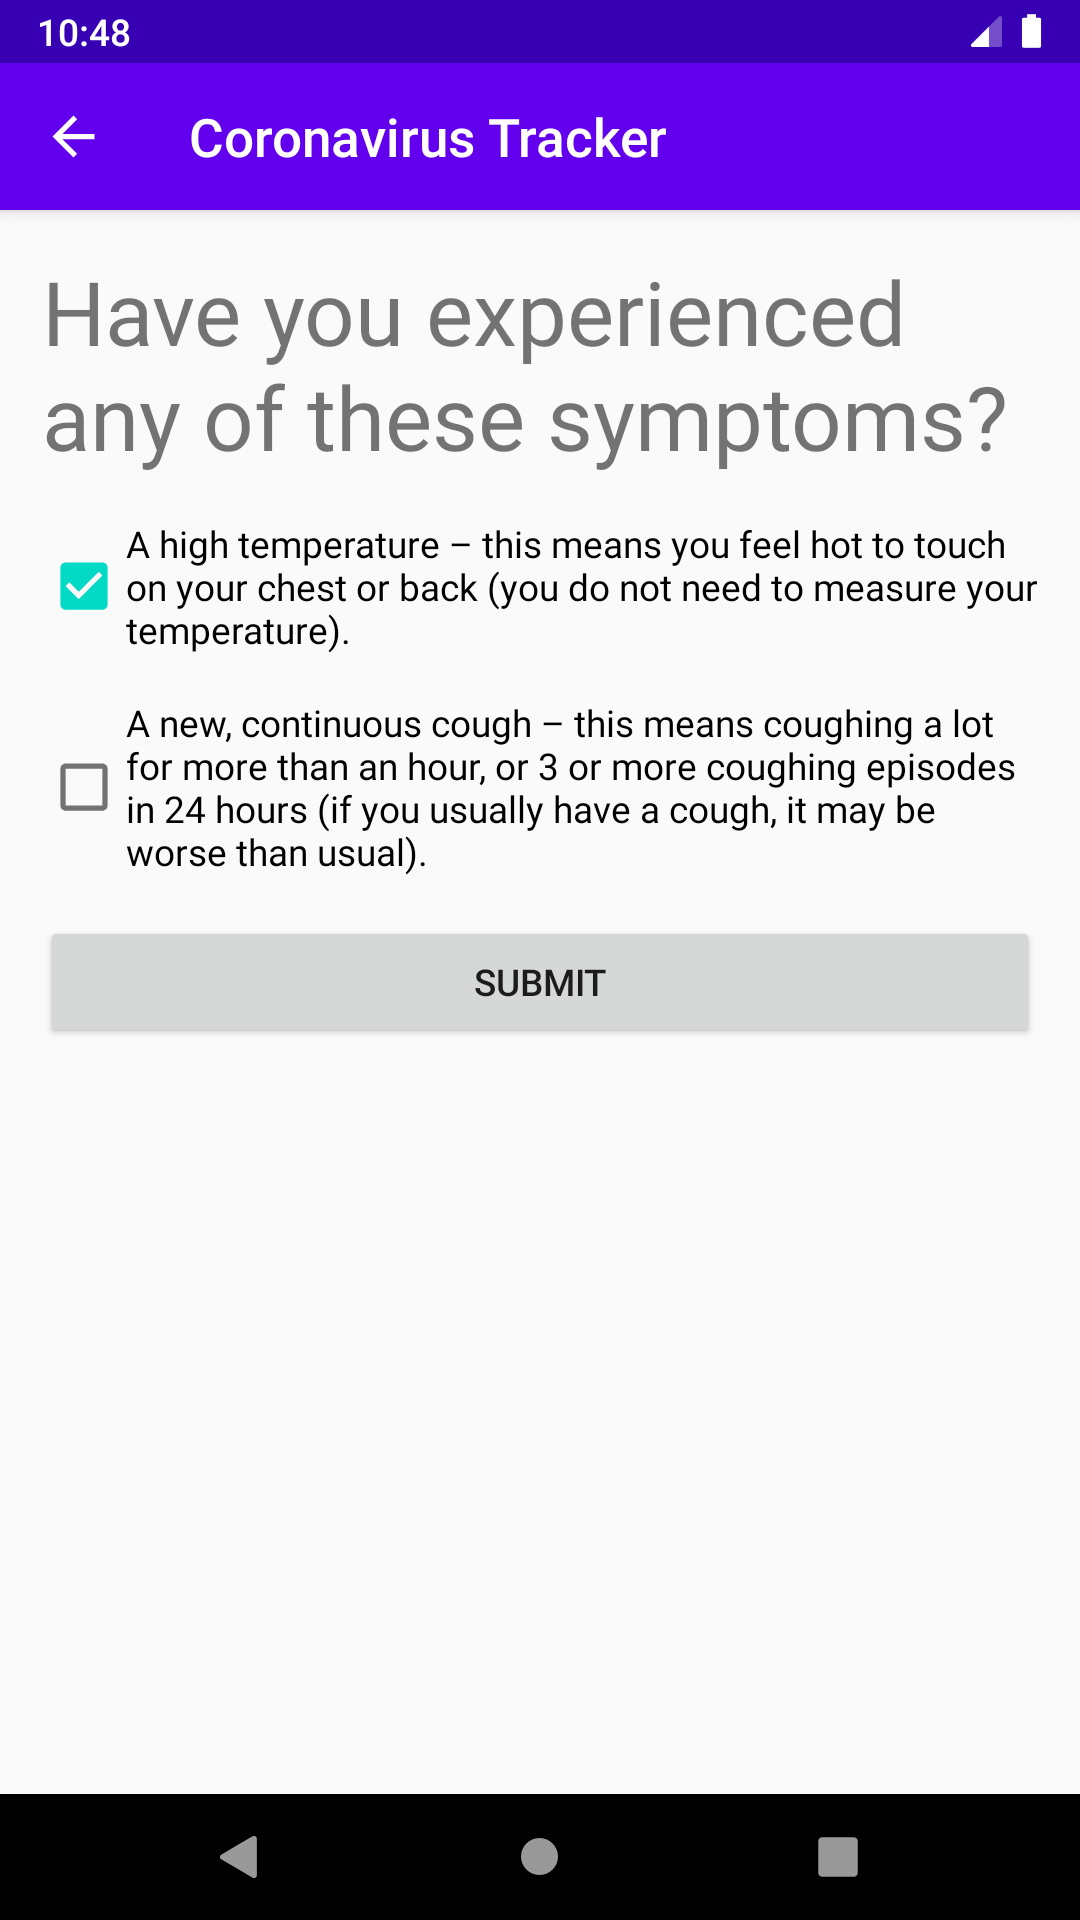 10:48
Coronavirus Tracker
Have you experienced
any of these symptoms?
A high temperature – this means you feel hot to touch
on your chest or back (you do not need to measure your
temperature).
A new, continuous cough – this means coughing a lot
for more than an hour, or 3 or more coughing episodes
in 24 hours (if you usually have a cough, it may be
worse than usual).
SUBMIT